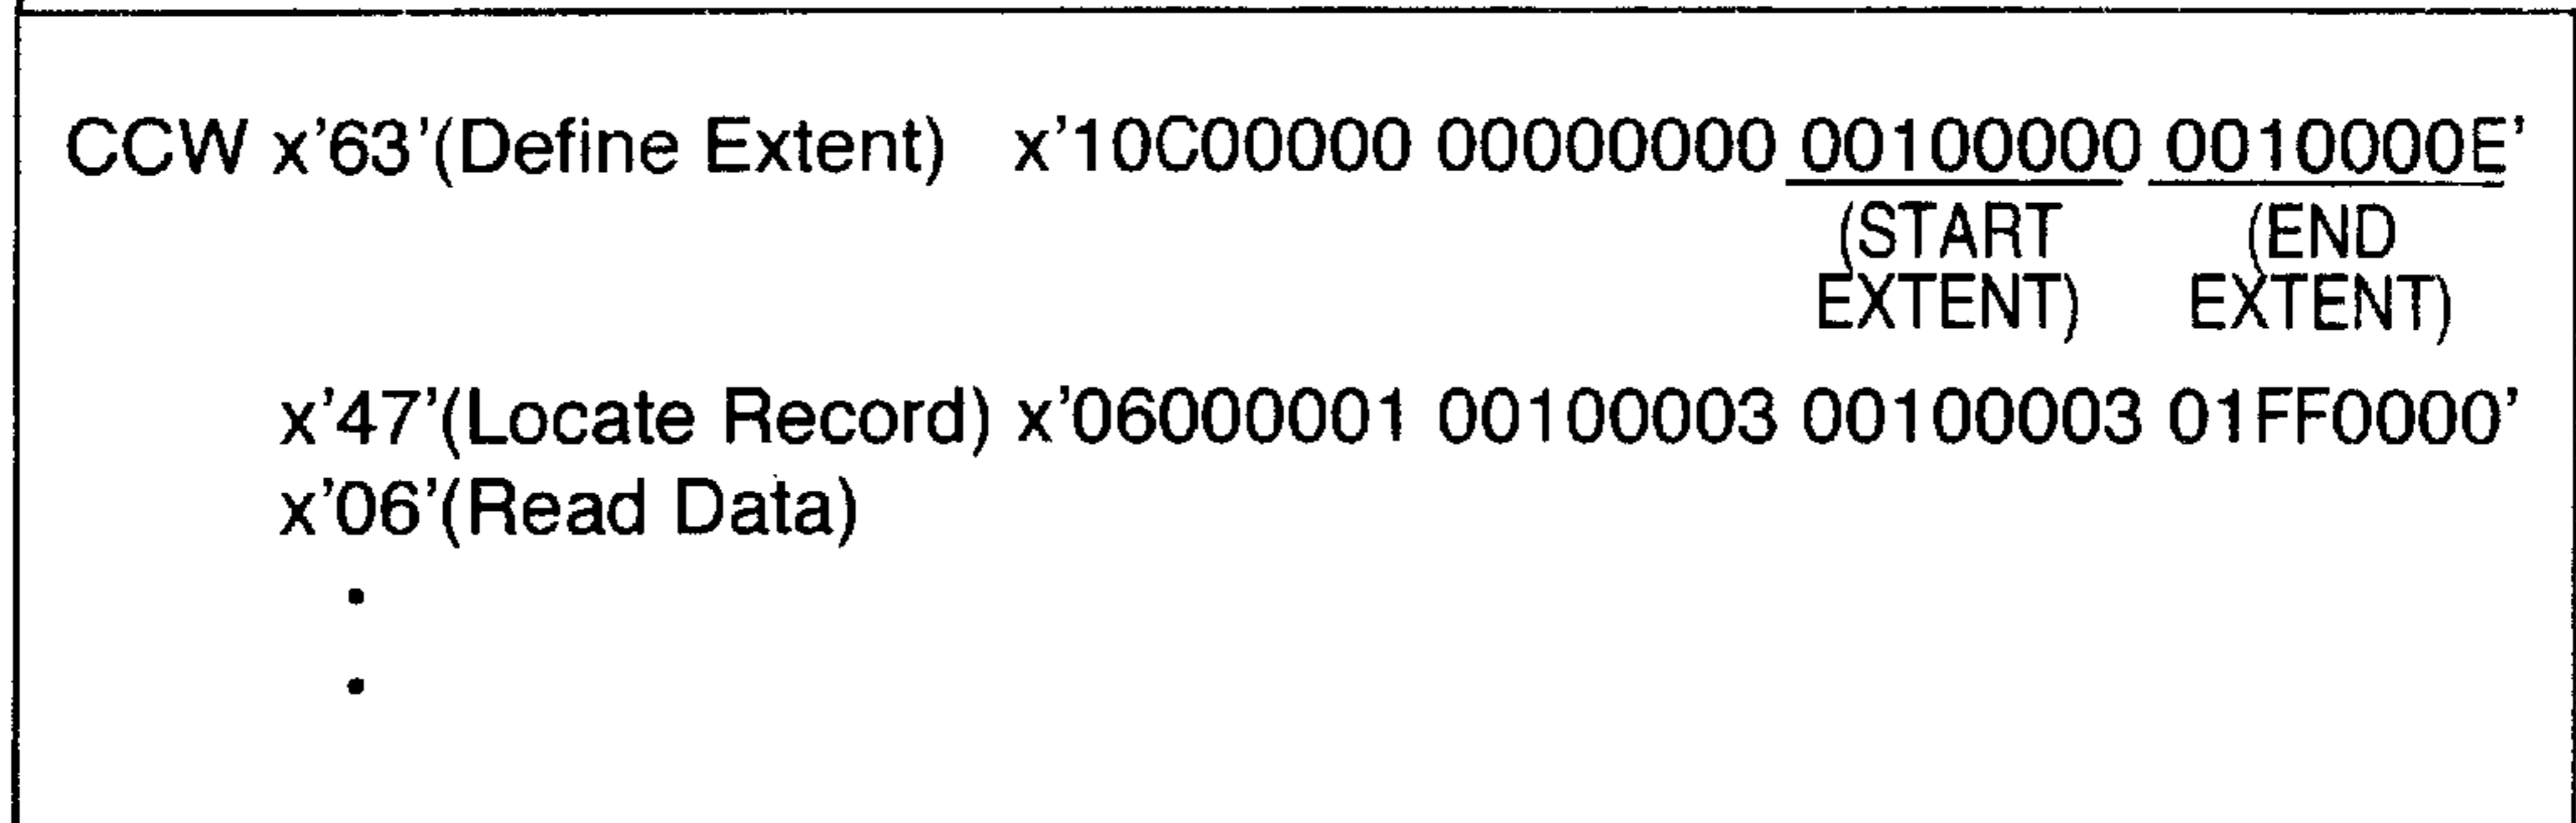 CCW x'63'(Define Extent) x'10C00000 00000000 00100000 0010000E'
(START (END
EXTENT) EXTENT)
x'47'(Locate Record) x'06000001 00100003 00100003 01FF0000'
x'06'(Read Data)